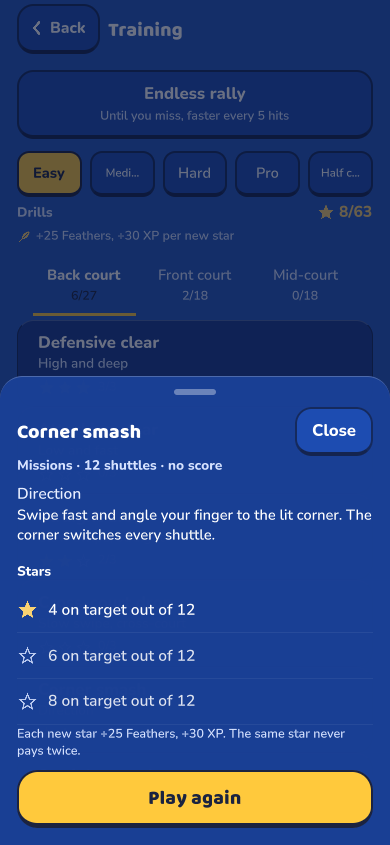 Back
Training
Endless rally
Until you miss, faster every 5 hits
Easy
Medi...
Hard
Pro
Half c...
Drills
8/63
+25 Feathers, +30 XP per new star
Back court
Front court
Mid-court
6/27
2/18
0/18
Defensive clear
High and deep
Corner smash
Close
Missions · 12 shuttles · no score
Direction
Swipe fast and angle your finger to the lit corner. The
corner switches every shuttle.
Stars
4 on target out of 12
6 on target out of 12
8 on target out of 12
Each new star +25 Feathers, +30 XP. The same star never
pays twice.
Play again